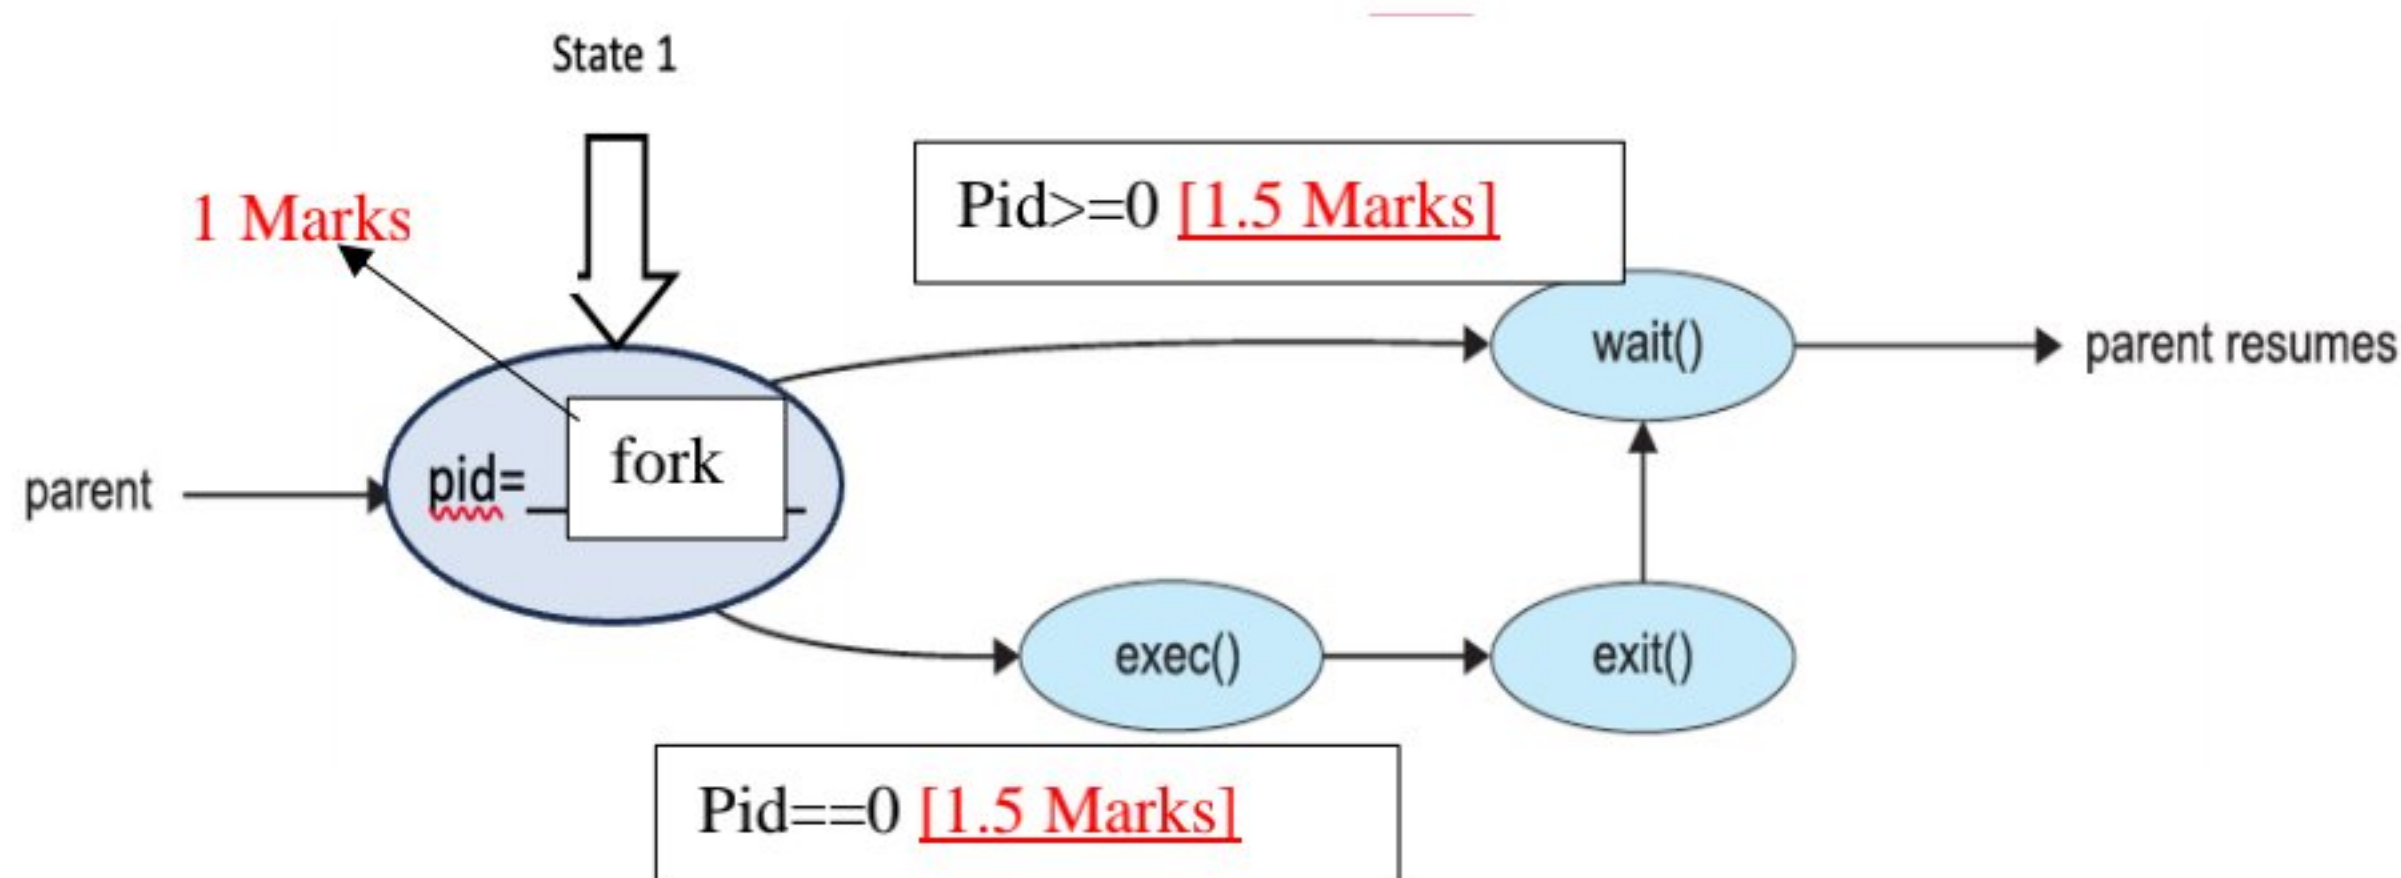 State 1
1 Marks
Pid>=0 [1.5 Marks]
wait()
parent resumes
parent
pid=
fork
exec()
exit()
Pid==0 [1.5 Marks]